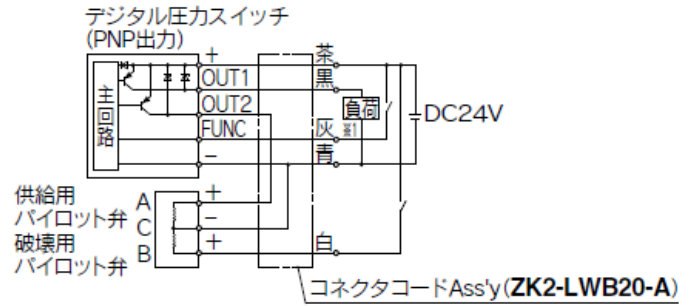 デジタル圧力スイッチ
(PNP出力)
主回路
+
OUT1
OUT2
FUNC
-
茶
黒
灰
青
負荷
※1
DC24V
供給用
パイロット弁
破壊用
パイロット弁
A
C
B
+
-
+
白
コネクタコードAss'y(ZK2-LWB20-A)